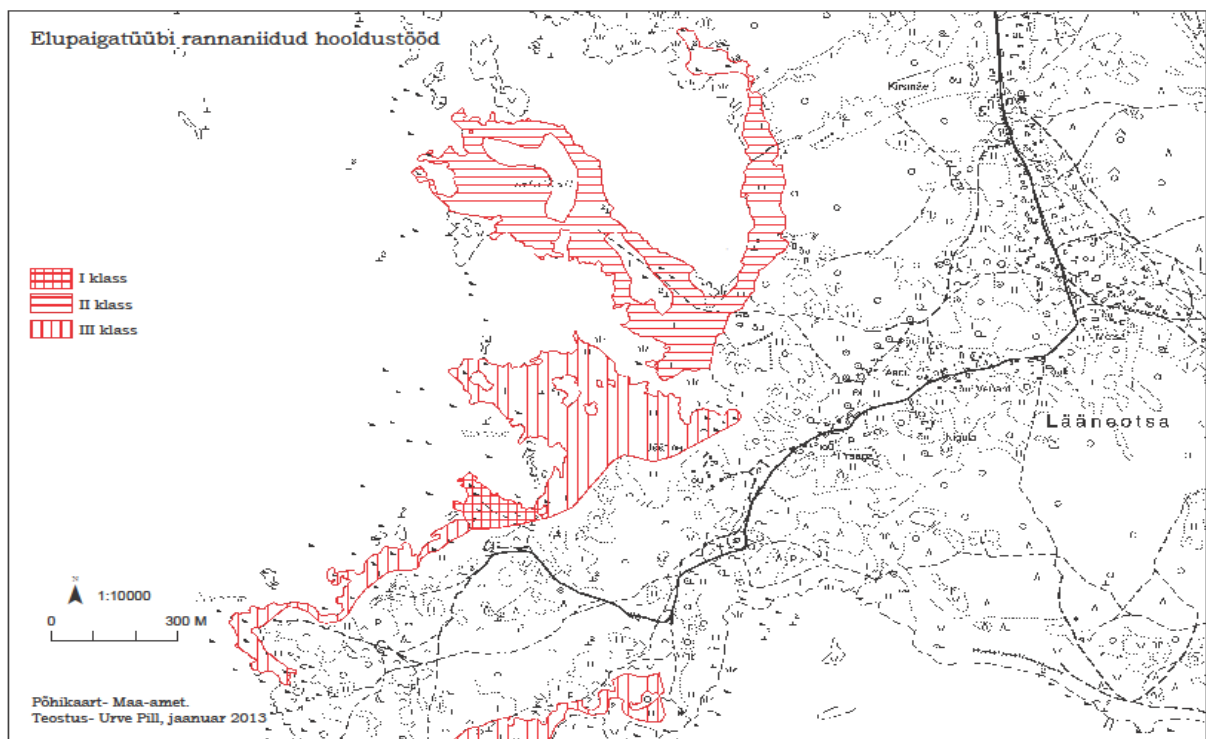 Elupaigatüübi rannaniidud hooldustööd
Kiranäe
I klass
II klass
III klass
Lääneotsa
N
1:10000
0 300 M
Põhikaart- Maa-amet.
Teostus- Urve Pill, jaanuar 2013